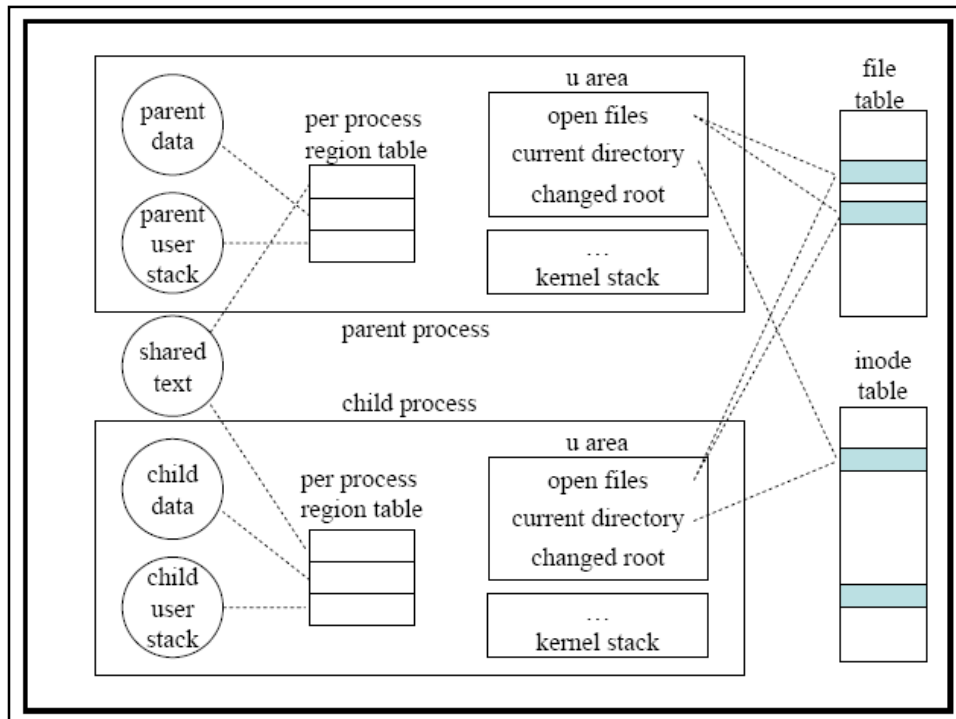 parent
data
parent
user
stack
per process
region table
u area
open files
current directory
changed root
...
kernel stack
parent process
shared
text
child process
child
data
child
user
stack
per process
region table
u area
open files
current directory
changed root
...
kernel stack
file
table
inode
table